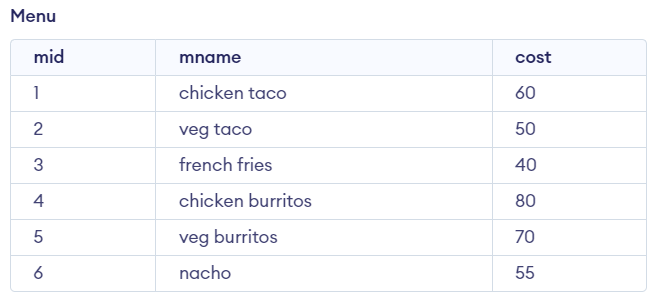 Menu
mid mname cost
1 chicken taco 60
2 veg taco 50
3 french fries 40
4 chicken burritos 80
5 veg burritos 70
6 nacho 55